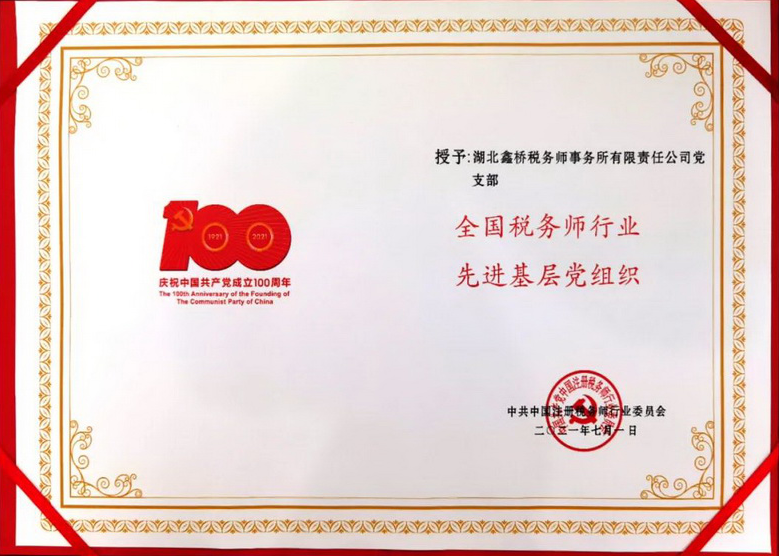 授予:湖北鑫桥税务师事务所有限责任公司党
支部
全国税务师行业
先进基层党组织
100
1921
2021
庆祝中国共产党成立100周年
The 100th Anniversary of the Founding of
The Communist Party of China
中共中国注册税务师行业委员会
二〇二一年七月一日